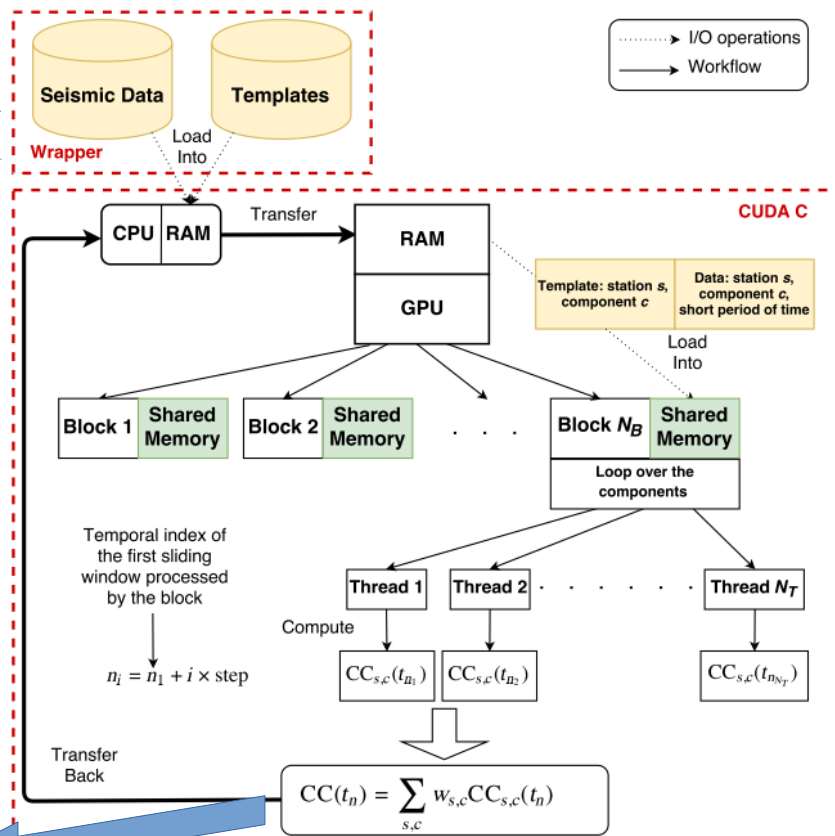 Seismic Data
Templates
Load
Into
Wrapper
I/O operations
Workflow
CUDA C
CPU
RAM
Transfer
RAM
GPU
Template: station s,
component c
Data: station s,
component c,
short period of time
Load
Into
Block 1
Shared
Memory
Block 2
Shared
Memory
. . .
Block N_B
Shared
Memory
Loop over the
components
Temporal index of
the first sliding
window processed
by the block
n_i = n_1 + i × step
Thread 1
Thread 2
. . . . . .
Thread N_T
Compute
CC_{s,c}(t_{n_1})
CC_{s,c}(t_{n_2})
CC_{s,c}(t_{n_{N_T}})
Transfer
Back
CC(t_n) = ∑_{s,c} w_{s,c}CC_{s,c}(t_n)